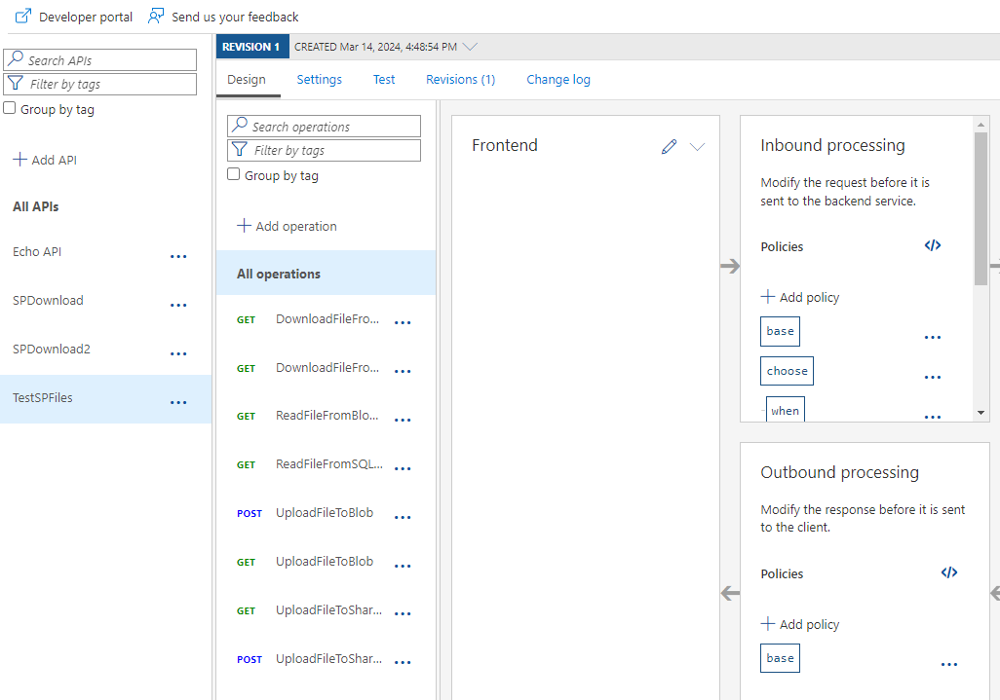 Developer portal
Send us your feedback
Search APIs
Filter by tags
Group by tag
Add API
All APIs
Echo API
SPDownload
SPDownload2
TestSPFiles
REVISION 1
CREATED Mar 14, 2024, 4:48:54 PM
Design
Settings
Test
Revisions (1)
Change log
Search operations
Filter by tags
Group by tag
Add operation
All operations
GET DownloadFileFro...
GET DownloadFileFro...
GET ReadFileFromBlo...
GET ReadFileFromSQL...
POST UploadFileToBlob
GET UploadFileToBlob
GET UploadFileToShar...
POST UploadFileToShar...
Frontend
Inbound processing
Modify the request before it is
sent to the backend service.
Policies
</>
Add policy
base
choose
when
Outbound processing
Modify the response before it is sent
to the client.
Policies
</>
Add policy
base